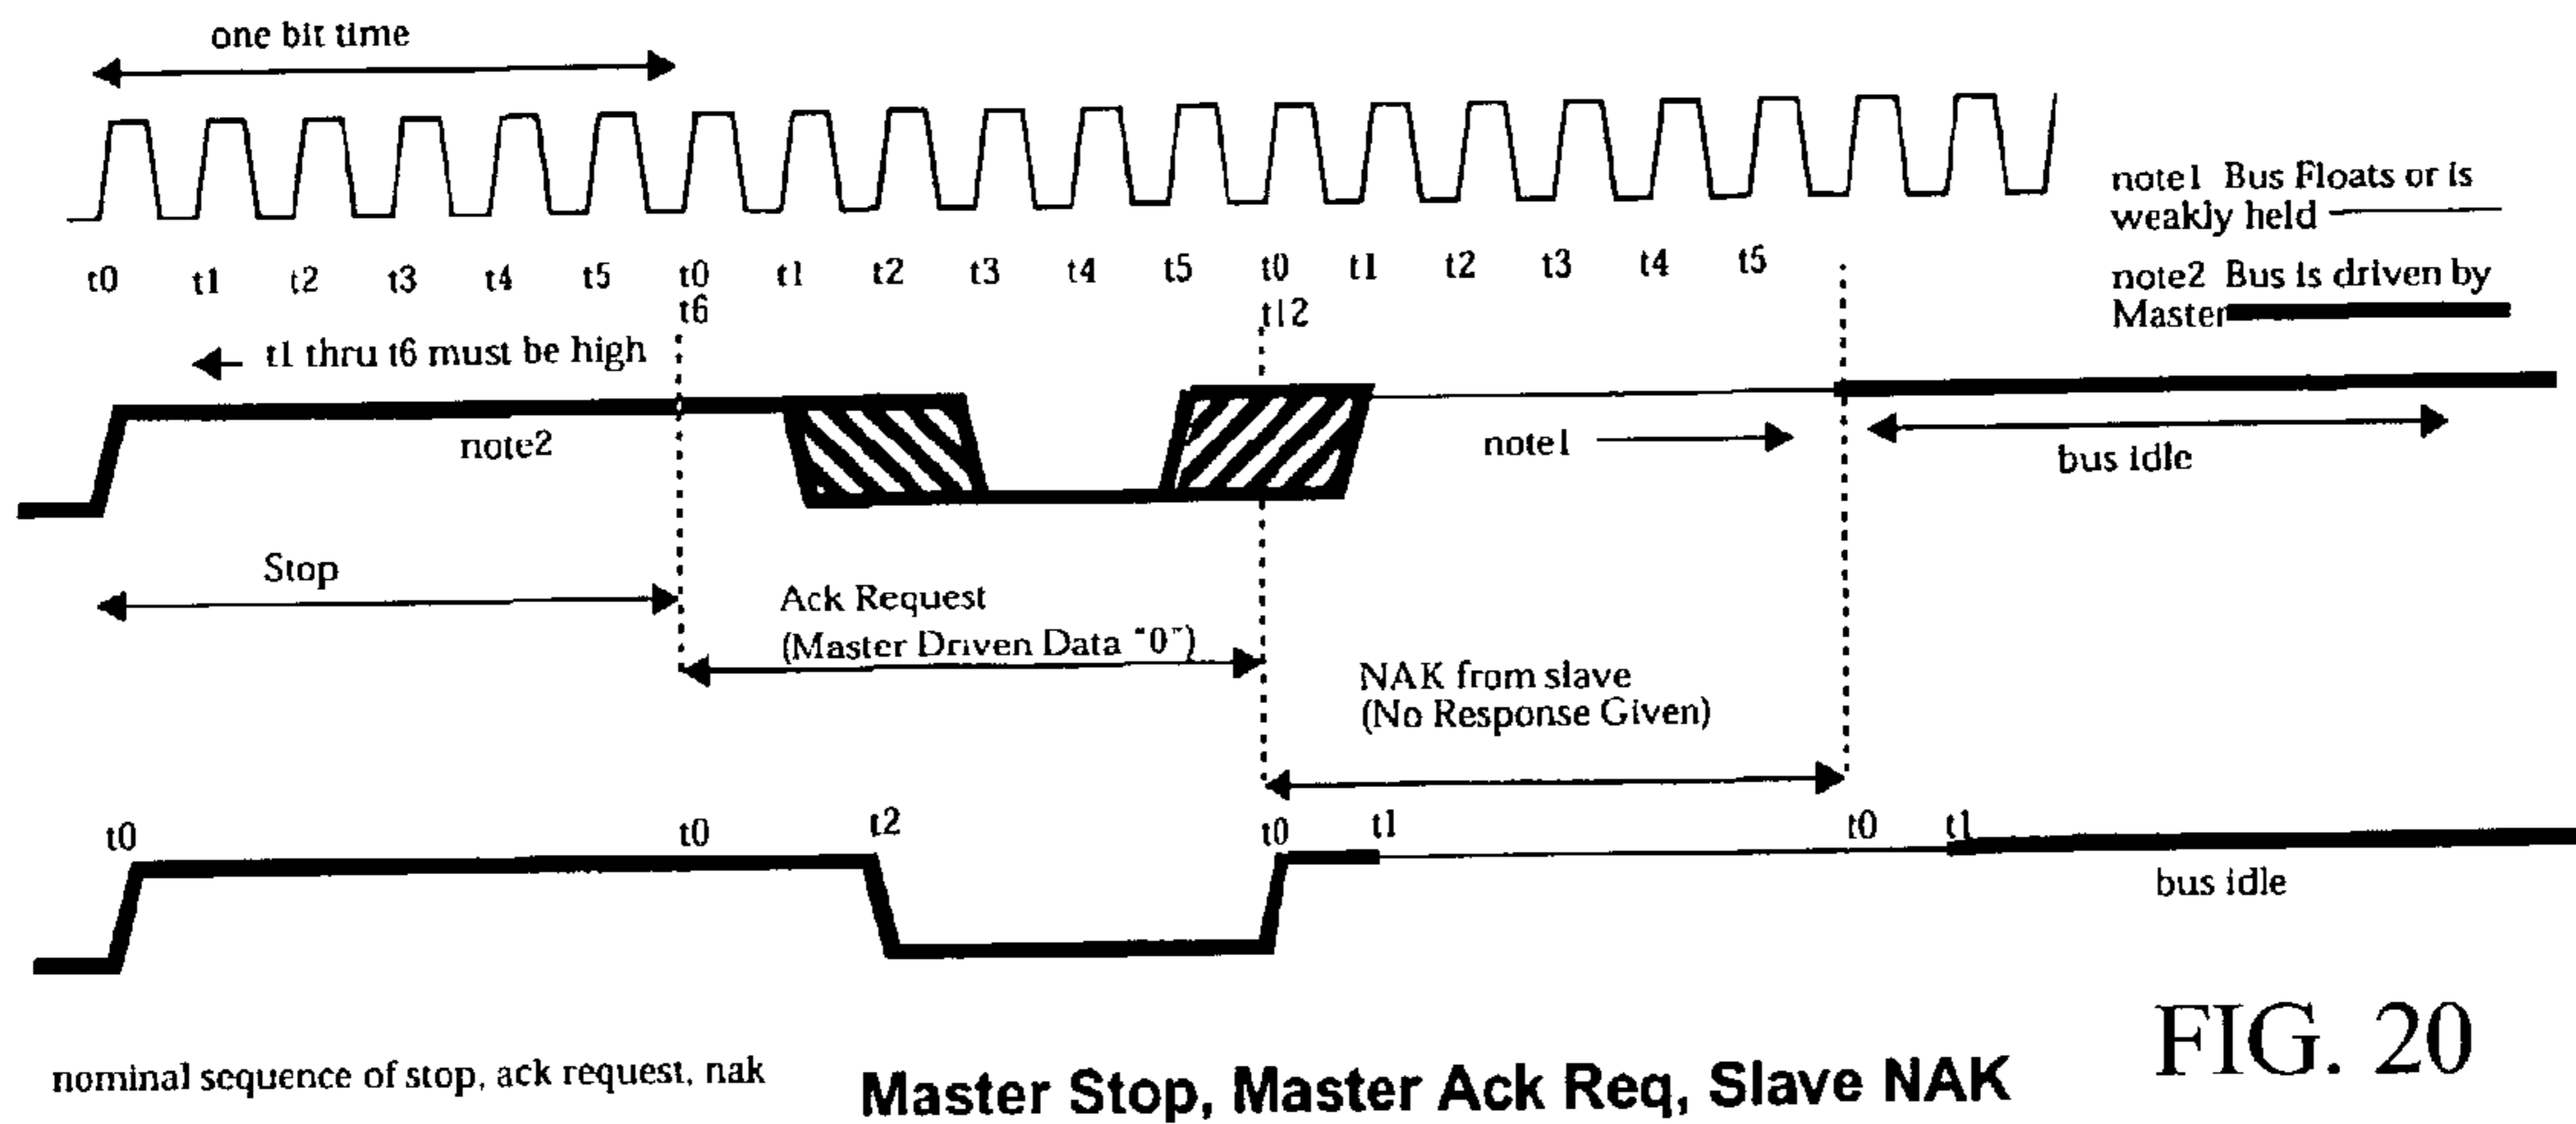 one bit time
note1 Bus Floats or is
weakly held
t0 t1 t2 t3 t4 t5 t0 t1 t2 t3 t4 t5 t0 t1 t2 t3 t4 t5
t6 t12
note2 Bus is driven by
Master
t1 thru t6 must be high
note2
note1
bus idle
Stop
Ack Request
(Master Driven Data "0")
NAK from slave
(No Response Given)
t0 t0 t2 t0 t1 t0 t1
bus idle
nominal sequence of stop, ack request, nak
Master Stop, Master Ack Req, Slave NAK
FIG. 20